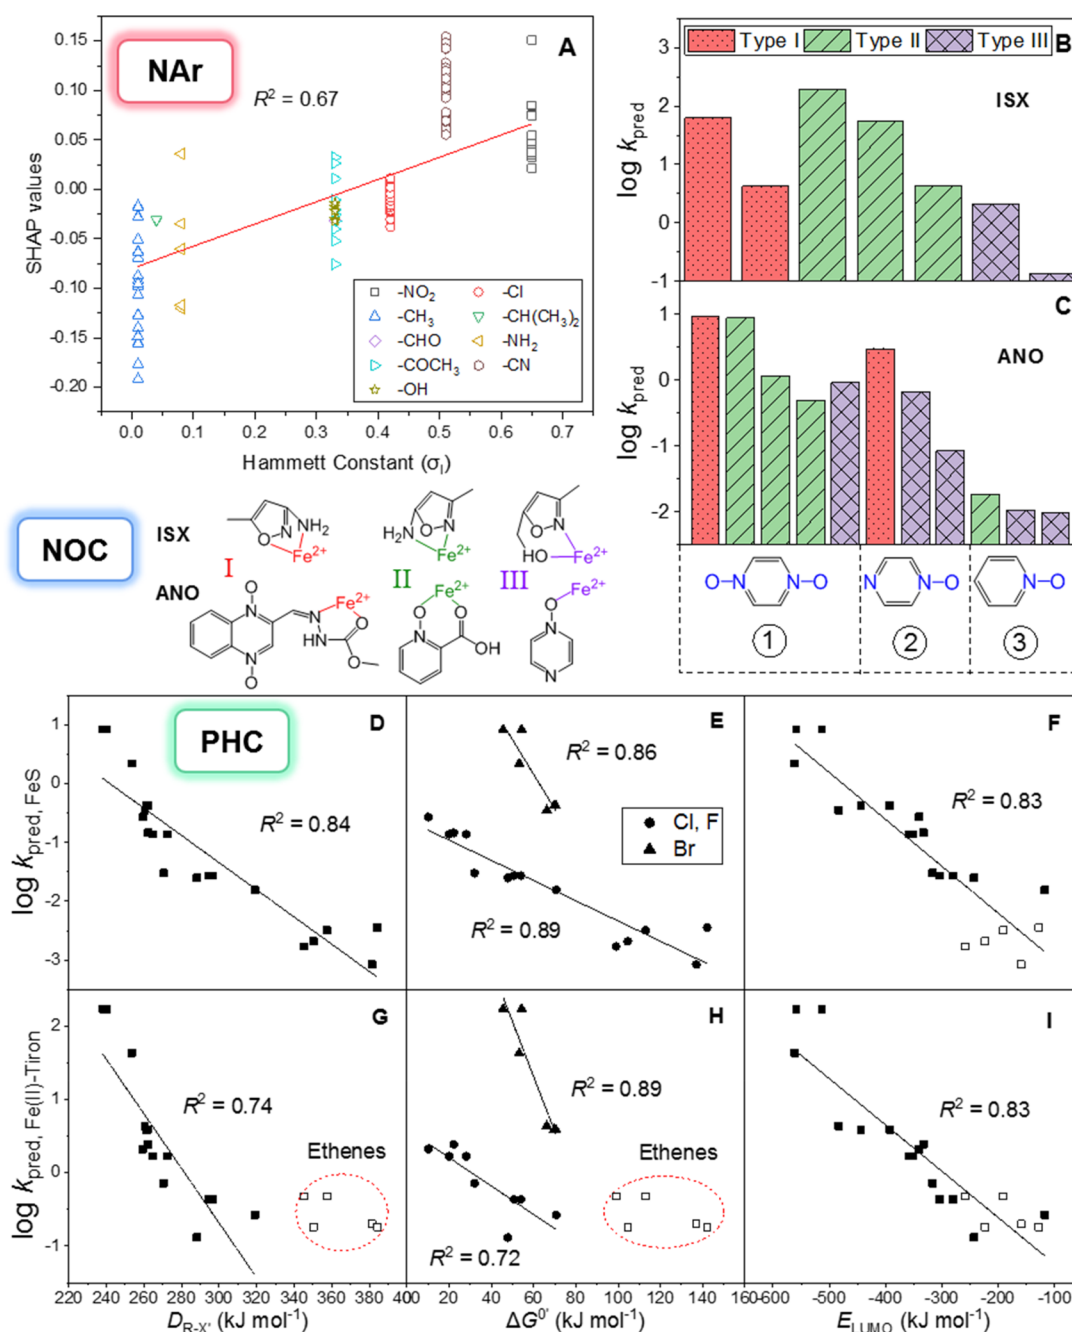 NAr
A
R² = 0.67
SHAP values
0.15
0.10
0.05
0.00
-0.05
-0.10
-0.15
-0.20
-NO₂
-Cl
-CH₃
-CH(CH₃)₂
-CHO
-NH₂
-COCH₃
-CN
-OH
0.0 0.1 0.2 0.3 0.4 0.5 0.6 0.7
Hammett Constant (σI)
Type I Type II Type III
B
ISX
log kpred
3
2
1
0
-1
C
ANO
log kpred
0
-1
-2
O-N N-O
N N-O
N-O
① ② ③
NOC
ISX
O N NH₂
Fe²⁺
I
H₂N O N
Fe²⁺
II
O N
HO Fe²⁺
III
ANO
O
N
N
O
N
NH
O
O
Fe²⁺
Fe²⁺
O O
N
OH
Fe²⁺
O
N
N
PHC
D
R² = 0.84
log kpred, FeS
1
0
-1
-2
-3
E
R² = 0.86
Cl, F
Br
R² = 0.89
F
R² = 0.83
G
R² = 0.74
Ethenes
log kpred, Fe(II)-Tiron
2
1
0
-1
H
R² = 0.89
Ethenes
R² = 0.72
I
R² = 0.83
220 240 260 280 300 320 340 360 380 400
DR-X' (kJ mol⁻¹)
0 20 40 60 80 100 120 140 160
ΔG⁰' (kJ mol⁻¹)
-600 -500 -400 -300 -200 -100
ELUMO (kJ mol⁻¹)